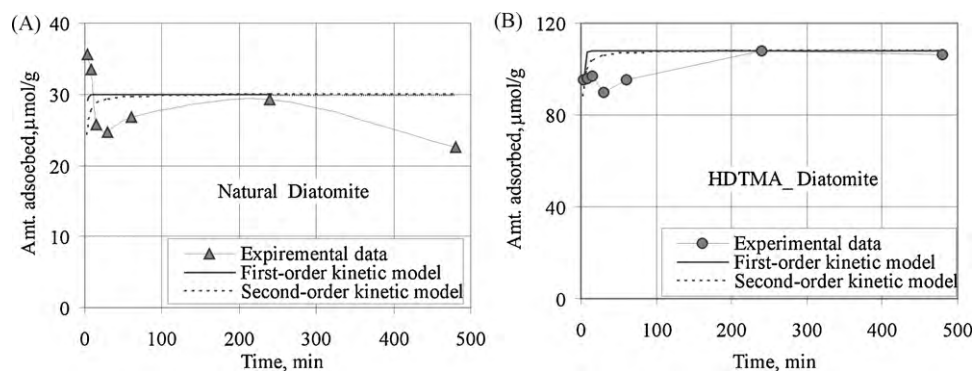 (A)
40
30
20
10
0
Amt. adsoebed,µmol/g
Natural Diatomite
Expiremental data
First-order kinetic model
Second-order kinetic model
0 100 200 300 400 500
Time, min
(B)
120
80
40
0
Amt. adsorbed, µmol/g
HDTMA_ Diatomite
Experimental data
First-order kinetic model
Second-order kinetic model
0 100 200 300 400 500
Time, min